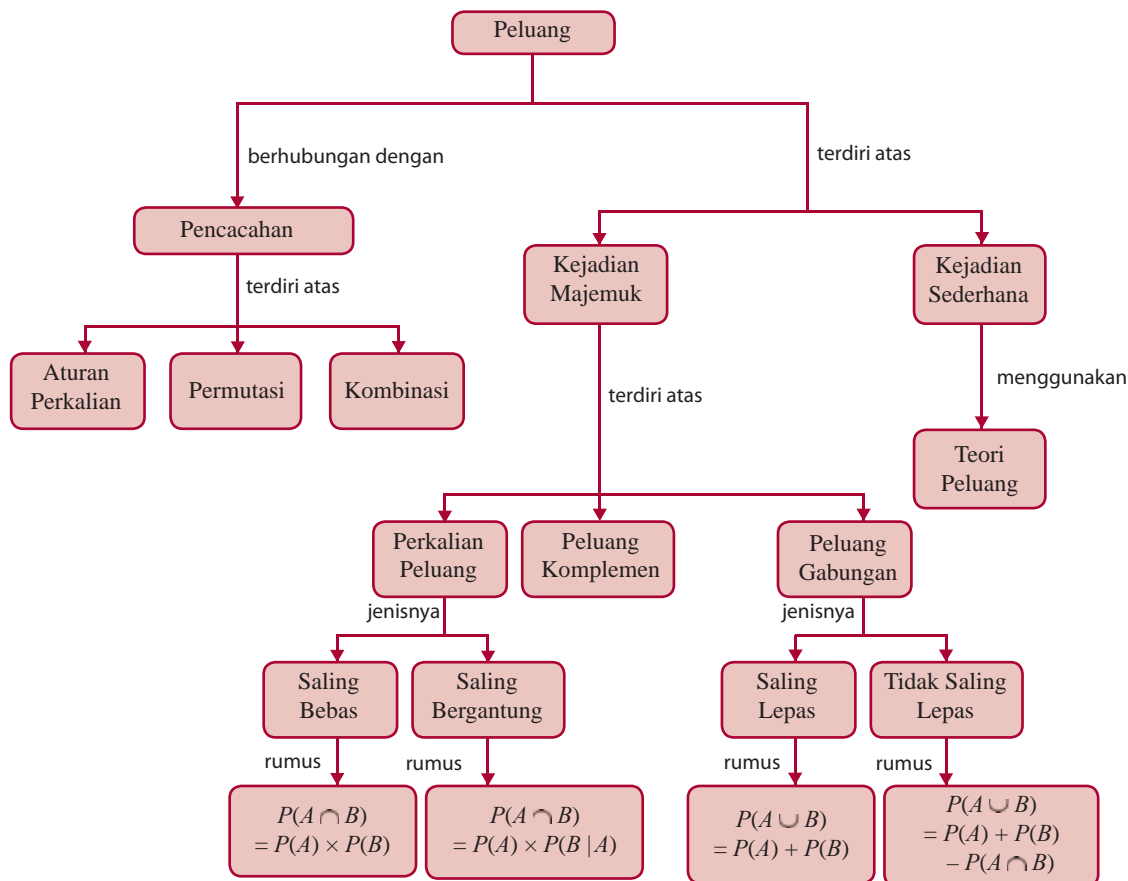 Peluang
berhubungan dengan
terdiri atas
Pencacahan
Kejadian
Majemuk
Kejadian
Sederhana
terdiri atas
Aturan
Perkalian
Permutasi
Kombinasi
terdiri atas
menggunakan
Teori
Peluang
Perkalian
Peluang
Peluang
Komplemen
Peluang
Gabungan
jenisnya
jenisnya
Saling
Bebas
Saling
Bergantung
Saling
Lepas
Tidak Saling
Lepas
rumus
rumus
rumus
rumus
P(A ∩ B)
= P(A) × P(B)
P(A ∩ B)
= P(A) × P(B | A)
P(A ∪ B)
= P(A) + P(B)
P(A ∪ B)
= P(A) + P(B)
– P(A ∩ B)